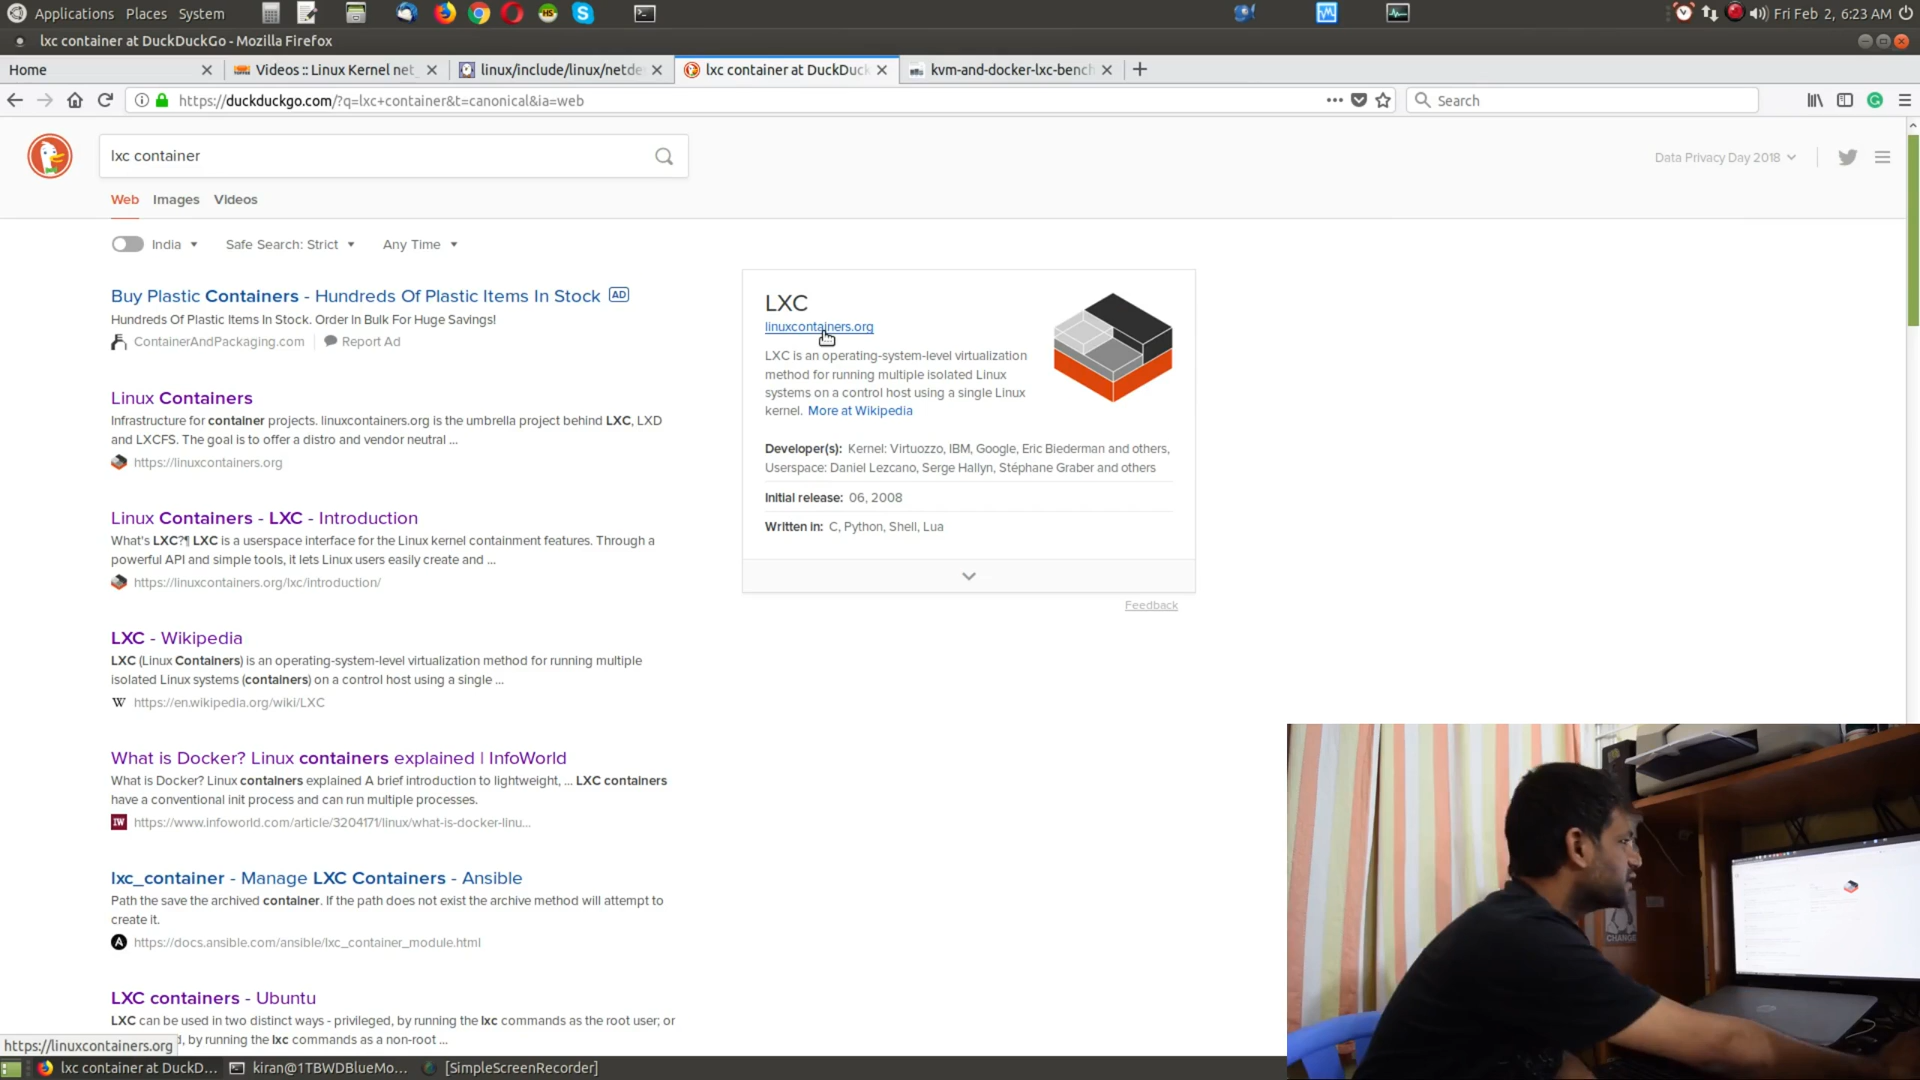 Applications Places System
Fri Feb 2, 6:23 AM
lxc container at DuckDuckGo - Mozilla Firefox
Home
Videos :: Linux Kernel net
linux/include/linux/netde
lxc container at DuckDuck
kvm-and-docker-lxc-bench
https://duckduckgo.com/?q=lxc+container&t=canonical&ia=web
Search
lxc container
Data Privacy Day 2018
Web Images Videos
India Safe Search: Strict Any Time
Buy Plastic Containers - Hundreds Of Plastic Items In Stock AD
Hundreds Of Plastic Items In Stock. Order In Bulk For Huge Savings!
ContainerAndPackaging.com Report Ad
Linux Containers
Infrastructure for container projects. linuxcontainers.org is the umbrella project behind LXC, LXD
and LXCFS. The goal is to offer a distro and vendor neutral ...
https://linuxcontainers.org
Linux Containers - LXC - Introduction
What's LXC?¶ LXC is a userspace interface for the Linux kernel containment features. Through a
powerful API and simple tools, it lets Linux users easily create and ...
https://linuxcontainers.org/lxc/introduction/
LXC - Wikipedia
LXC (Linux Containers) is an operating-system-level virtualization method for running multiple
isolated Linux systems (containers) on a control host using a single ...
W https://en.wikipedia.org/wiki/LXC
What is Docker? Linux containers explained | InfoWorld
What is Docker? Linux containers explained A brief introduction to lightweight, ... LXC containers
have a conventional init process and can run multiple processes.
IW https://www.infoworld.com/article/3204171/linux/what-is-docker-linu...
lxc_container - Manage LXC Containers - Ansible
Path the save the archived container. If the path does not exist the archive method will attempt to
create it.
A https://docs.ansible.com/ansible/lxc_container_module.html
LXC containers - Ubuntu
LXC can be used in two distinct ways - privileged, by running the lxc commands as the root user; or
, by running the lxc commands as a non-root ...
LXC
linuxcontainers.org
LXC is an operating-system-level virtualization
method for running multiple isolated Linux
systems on a control host using a single Linux
kernel. More at Wikipedia
Developer(s): Kernel: Virtuozzo, IBM, Google, Eric Biederman and others,
Userspace: Daniel Lezcano, Serge Hallyn, Stéphane Graber and others
Initial release: 06, 2008
Written in: C, Python, Shell, Lua
Feedback
CHANGE
https://linuxcontainers.org
lxc container at DuckD...
kiran@1TBWDBlueMo...
[SimpleScreenRecorder]